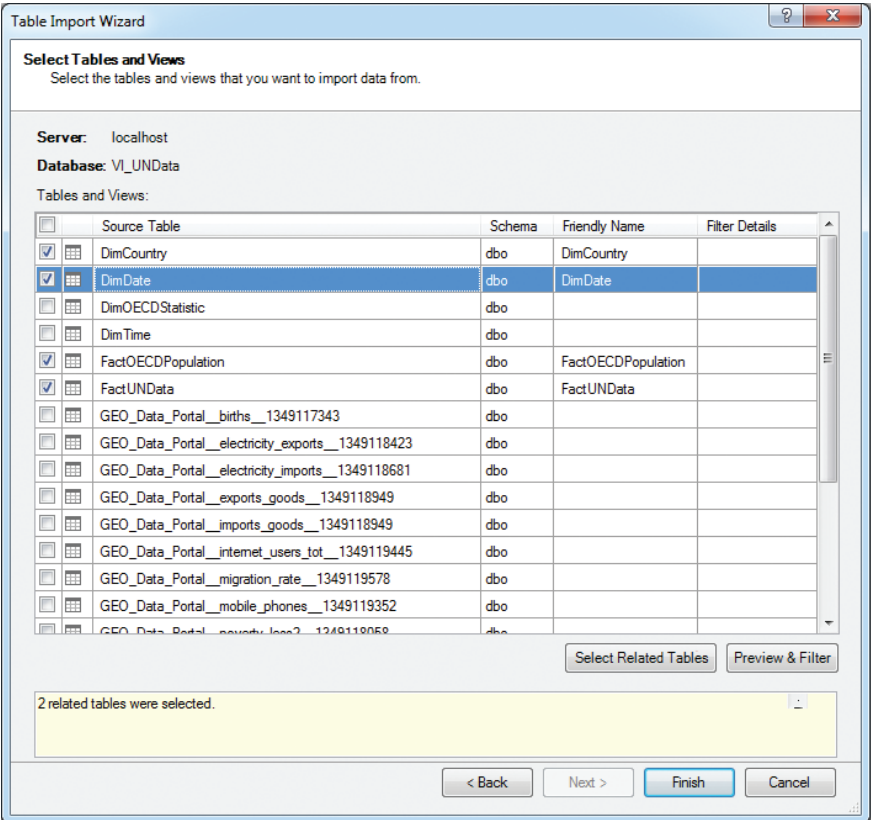 Table Import Wizard
Select Tables and Views
Select the tables and views that you want to import data from.
Server: localhost
Database: VI_UNData
Tables and Views:
Source Table Schema Friendly Name Filter Details
DimCountry dbo DimCountry
DimDate dbo DimDate
DimOECDStatistic dbo
DimTime dbo
FactOECDPopulation dbo FactOECDPopulation
FactUNData dbo FactUNData
GEO_Data_Portal__births__1349117343 dbo
GEO_Data_Portal__electricity_exports__1349118423 dbo
GEO_Data_Portal__electricity_imports__1349118681 dbo
GEO_Data_Portal__exports_goods__1349118949 dbo
GEO_Data_Portal__imports_goods__1349118949 dbo
GEO_Data_Portal__internet_users_tot__1349119445 dbo
GEO_Data_Portal__migration_rate__1349119578 dbo
GEO_Data_Portal__mobile_phones__1349119352 dbo
dbo
Select Related Tables Preview & Filter
2 related tables were selected.
< Back Next > Finish Cancel